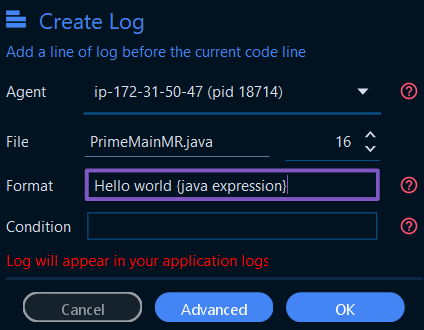 Create Log
Add a line of log before the current code line
Agent ip-172-31-50-47 (pid 18714)
File PrimeMainMR.java 16
Format Hello world {java expression}
Condition
Log will appear in your application logs
Cancel Advanced OK